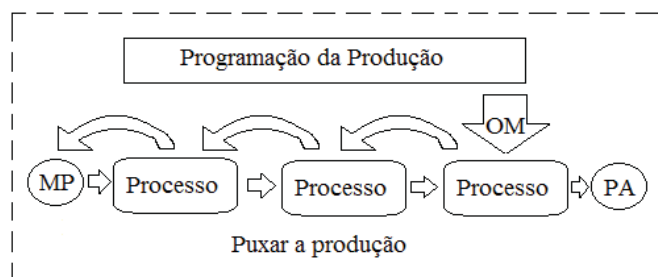 Programação da Produção
OM
MP Processo Processo Processo PA
Puxar a produção